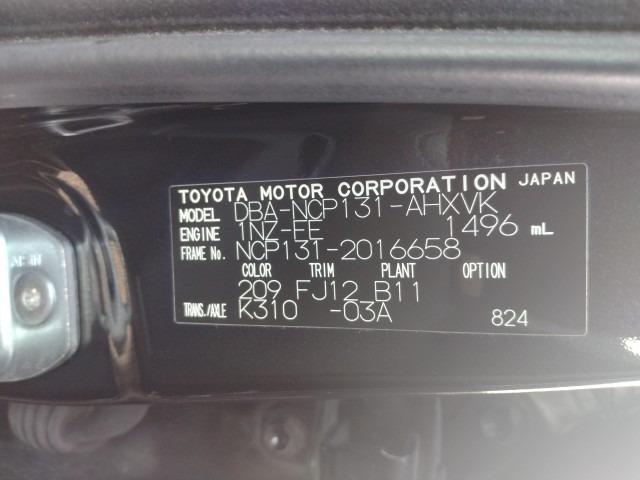 TOYOTA MOTOR CORPORATION JAPAN
MODEL DBA-NCP131-AHXVK
ENGINE 1NZ-FE 1496 mL
FRAME No. NCP131-2016658
COLOR TRIM PLANT OPTION
209 FJ12 B11
TRANS./AXLE K310 -03A 824